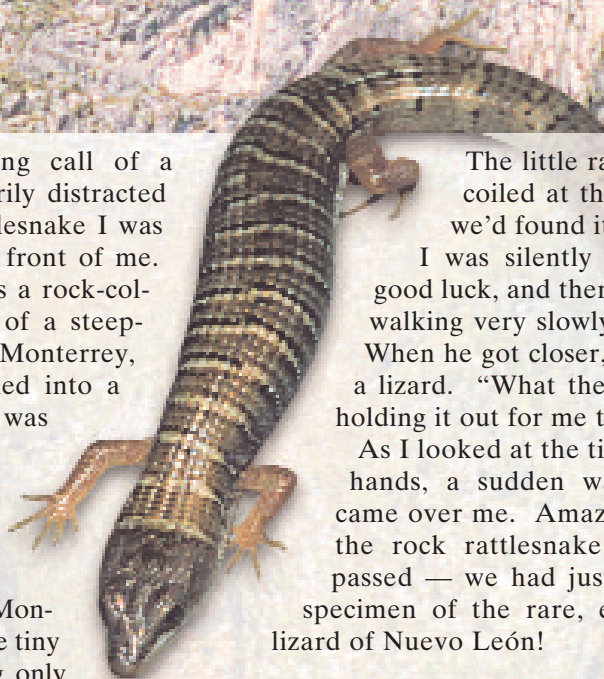 ng call of a
rily distracted
lesnake I was
front of me.
s a rock-col-
of a steep-
Monterrey,
ed into a
was
Mon-
e tiny
g only
The little ra
coiled at th
we'd found it
I was silently
good luck, and then
walking very slowly
When he got closer,
a lizard. “What the
holding it out for me t
As I looked at the ti
hands, a sudden wa
came over me. Amaz
the rock rattlesnake
passed — we had jus
specimen of the rare, e
lizard of Nuevo León!